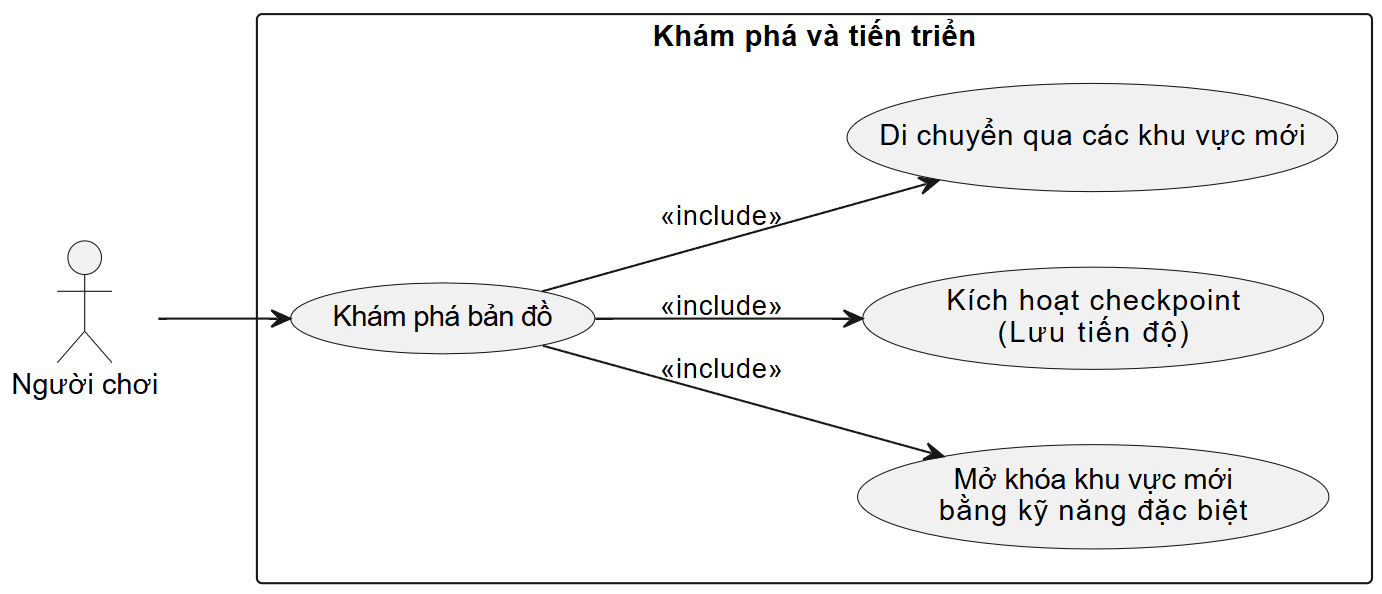 Khám phá và tiến triển
Di chuyển qua các khu vực mới
«include»
«include»
Kích hoạt checkpoint
(Lưu tiến độ)
Khám phá bản đồ
«include»
Người chơi
Mở khóa khu vực mới
bằng kỹ năng đặc biệt